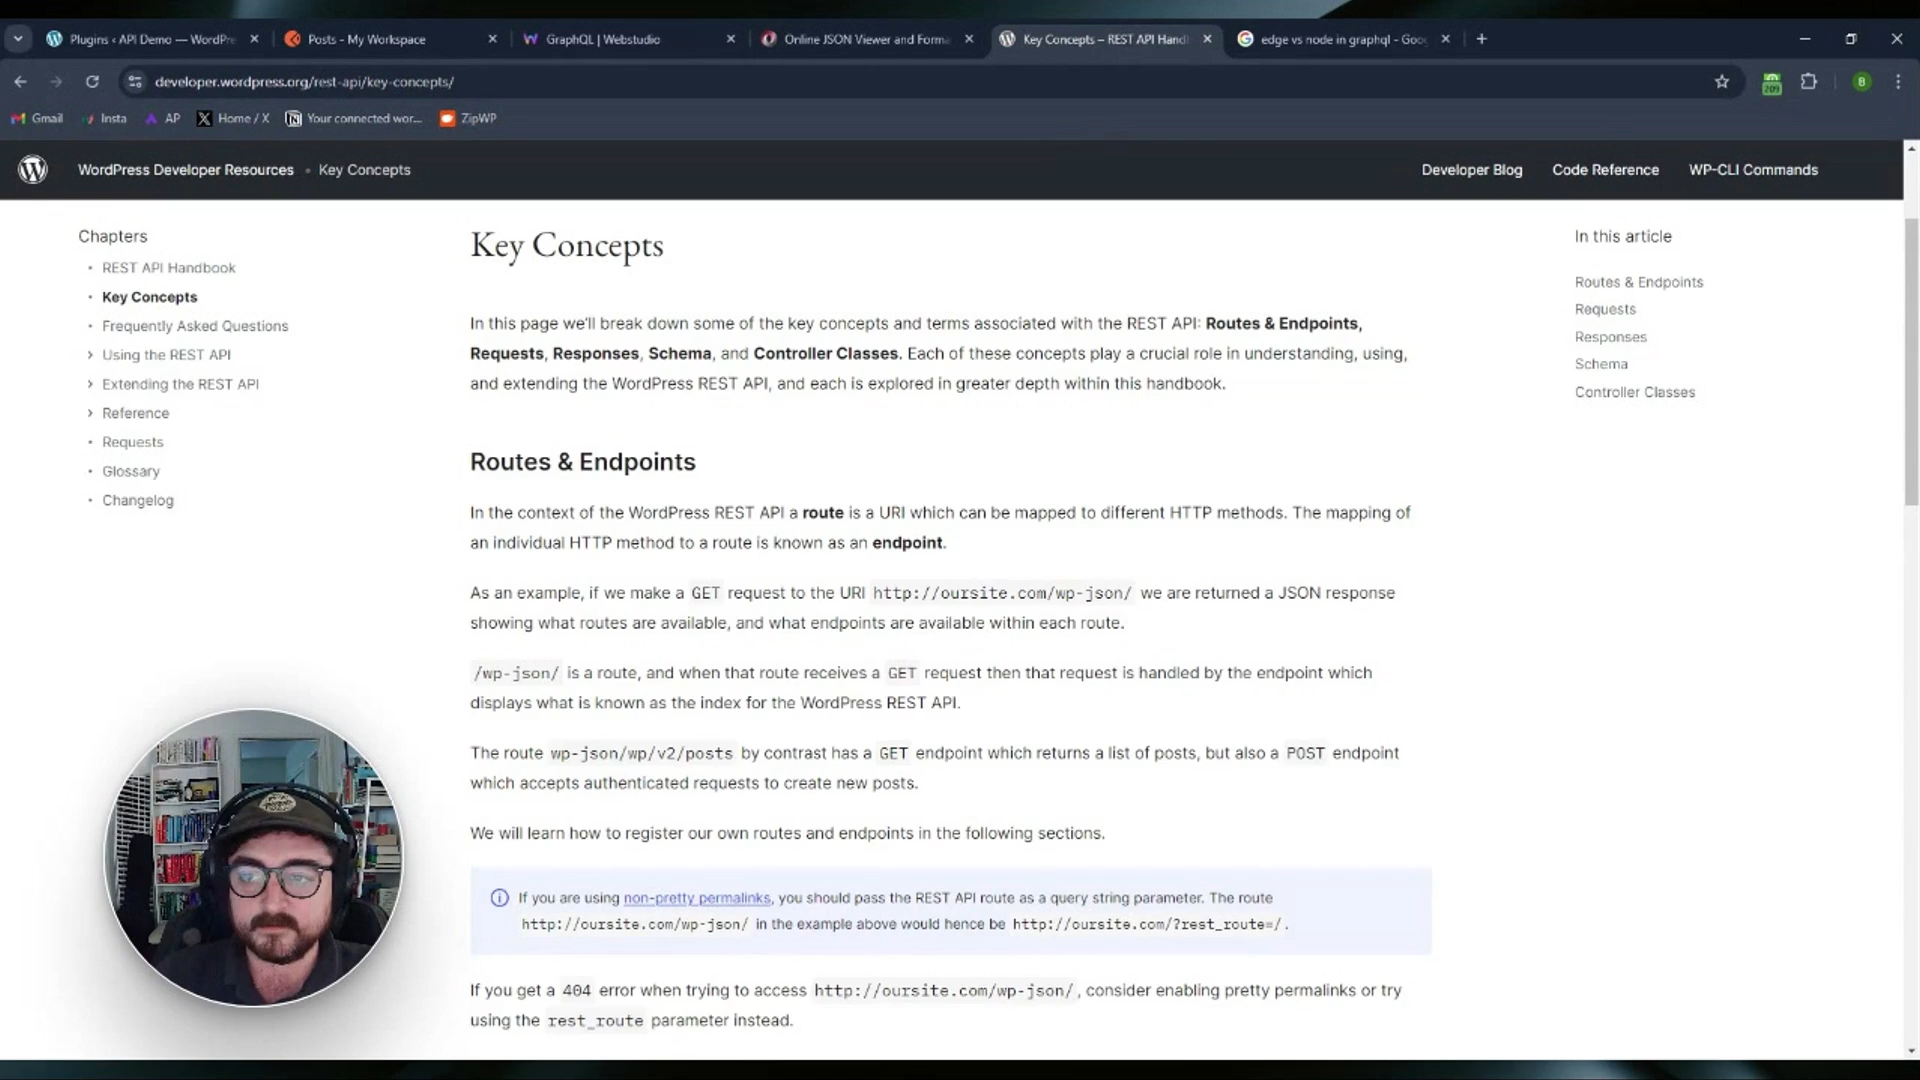 Plugins ‹ API Demo — WordPre
Posts - My Workspace
GraphQL | Webstudio
Online JSON Viewer and Forma
Key Concepts – REST API Hand
edge vs node in graphql - Goo
developer.wordpress.org/rest-api/key-concepts/
209
B
Gmail
Insta
AP
Home / X
Your connected wor...
ZipWP
WordPress Developer Resources
Key Concepts
Developer Blog
Code Reference
WP-CLI Commands
Chapters
REST API Handbook
Key Concepts
Frequently Asked Questions
Using the REST API
Extending the REST API
Reference
Requests
Glossary
Changelog
Key Concepts
In this page we'll break down some of the key concepts and terms associated with the REST API: Routes & Endpoints,
Requests, Responses, Schema, and Controller Classes. Each of these concepts play a crucial role in understanding, using,
and extending the WordPress REST API, and each is explored in greater depth within this handbook.
Routes & Endpoints
In the context of the WordPress REST API a route is a URI which can be mapped to different HTTP methods. The mapping of
an individual HTTP method to a route is known as an endpoint.
As an example, if we make a GET request to the URI http://oursite.com/wp-json/ we are returned a JSON response
showing what routes are available, and what endpoints are available within each route.
/wp-json/ is a route, and when that route receives a GET request then that request is handled by the endpoint which
displays what is known as the index for the WordPress REST API.
The route wp-json/wp/v2/posts by contrast has a GET endpoint which returns a list of posts, but also a POST endpoint
which accepts authenticated requests to create new posts.
We will learn how to register our own routes and endpoints in the following sections.
If you are using non-pretty permalinks, you should pass the REST API route as a query string parameter. The route
http://oursite.com/wp-json/ in the example above would hence be http://oursite.com/?rest_route=/.
If you get a 404 error when trying to access http://oursite.com/wp-json/, consider enabling pretty permalinks or try
using the rest_route parameter instead.
In this article
Routes & Endpoints
Requests
Responses
Schema
Controller Classes